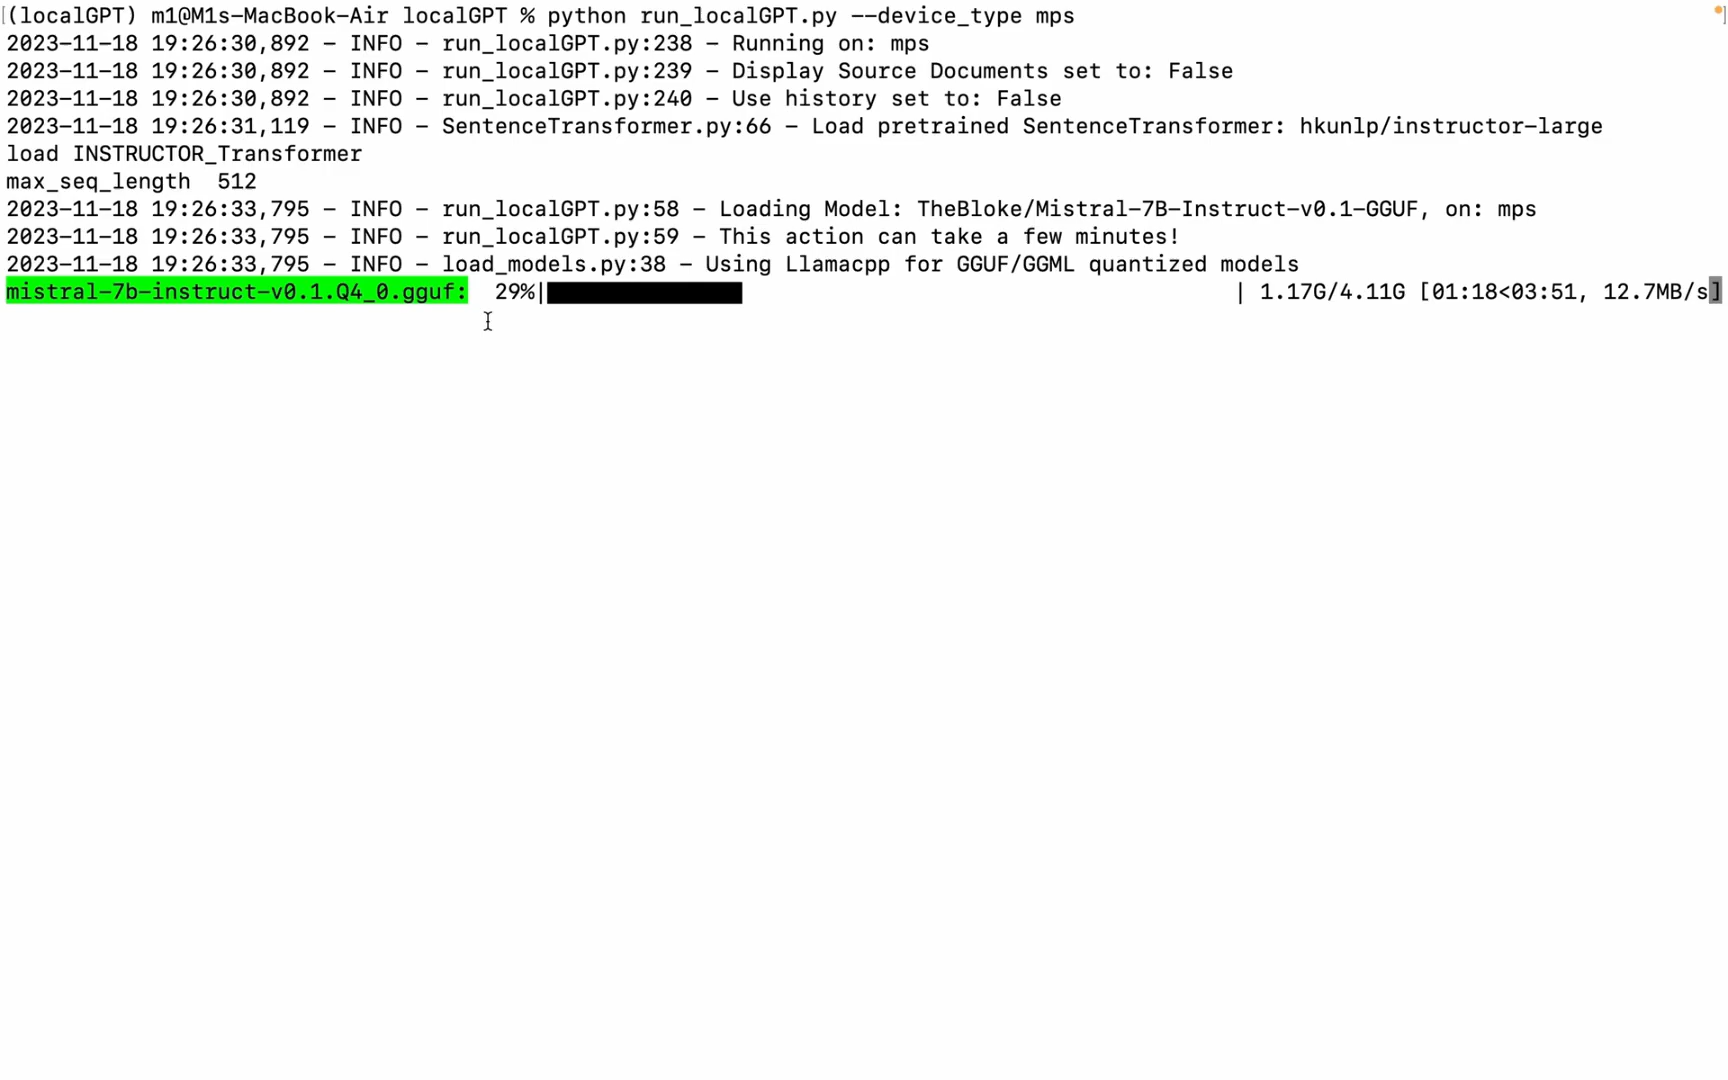 (localGPT) m1@M1s-MacBook-Air localGPT % python run_localGPT.py --device_type mps
2023-11-18 19:26:30,892 - INFO - run_localGPT.py:238 - Running on: mps
2023-11-18 19:26:30,892 - INFO - run_localGPT.py:239 - Display Source Documents set to: False
2023-11-18 19:26:30,892 - INFO - run_localGPT.py:240 - Use history set to: False
2023-11-18 19:26:31,119 - INFO - SentenceTransformer.py:66 - Load pretrained SentenceTransformer: hkunlp/instructor-large
load INSTRUCTOR_Transformer
max_seq_length  512
2023-11-18 19:26:33,795 - INFO - run_localGPT.py:58 - Loading Model: TheBloke/Mistral-7B-Instruct-v0.1-GGUF, on: mps
2023-11-18 19:26:33,795 - INFO - run_localGPT.py:59 - This action can take a few minutes!
2023-11-18 19:26:33,795 - INFO - load_models.py:38 - Using Llamacpp for GGUF/GGML quantized models
mistral-7b-instruct-v0.1.Q4_0.gguf:  29%| | 1.17G/4.11G [01:18<03:51, 12.7MB/s]